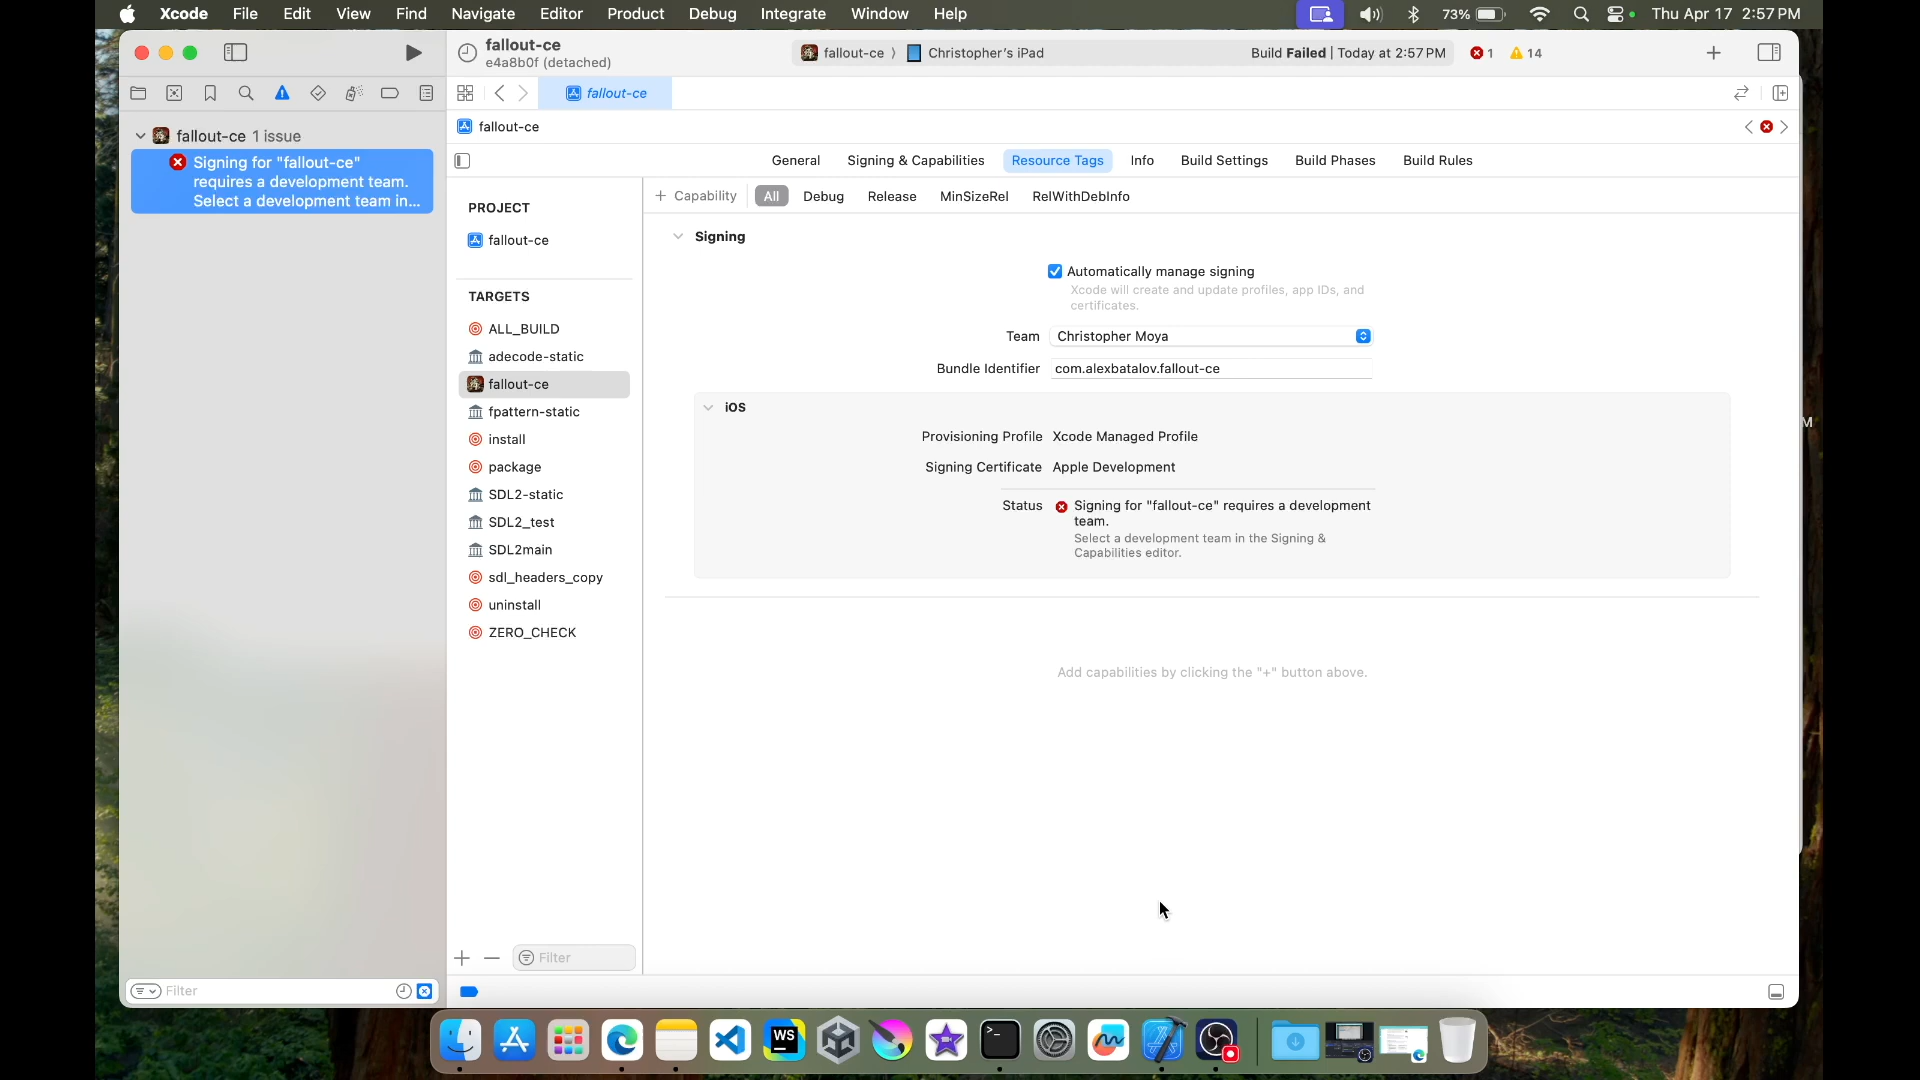 Xcode File Edit View Find Navigate Editor Product Debug Integrate Window Help 73% Thu Apr 17 2:57 PM
fallout-ce
e4a8b0f (detached)
fallout-ce Christopher's iPad Build Failed | Today at 2:57 PM 1 14
fallout-ce
fallout-ce
fallout-ce 1 issue
Signing for "fallout-ce"
requires a development team.
Select a development team in...
General Signing & Capabilities Resource Tags Info Build Settings Build Phases Build Rules
+ Capability All Debug Release MinSizeRel RelWithDebInfo
PROJECT
fallout-ce
TARGETS
ALL_BUILD
adecode-static
fallout-ce
fpattern-static
install
package
SDL2-static
SDL2_test
SDL2main
sdl_headers_copy
uninstall
ZERO_CHECK
Signing
Automatically manage signing
Xcode will create and update profiles, app IDs, and
certificates.
Team Christopher Moya
Bundle Identifier com.alexbatalov.fallout-ce
iOS
Provisioning Profile Xcode Managed Profile
Signing Certificate Apple Development
Status Signing for "fallout-ce" requires a development
team.
Select a development team in the Signing &
Capabilities editor.
Add capabilities by clicking the "+" button above.
M
Filter
Filter
WS